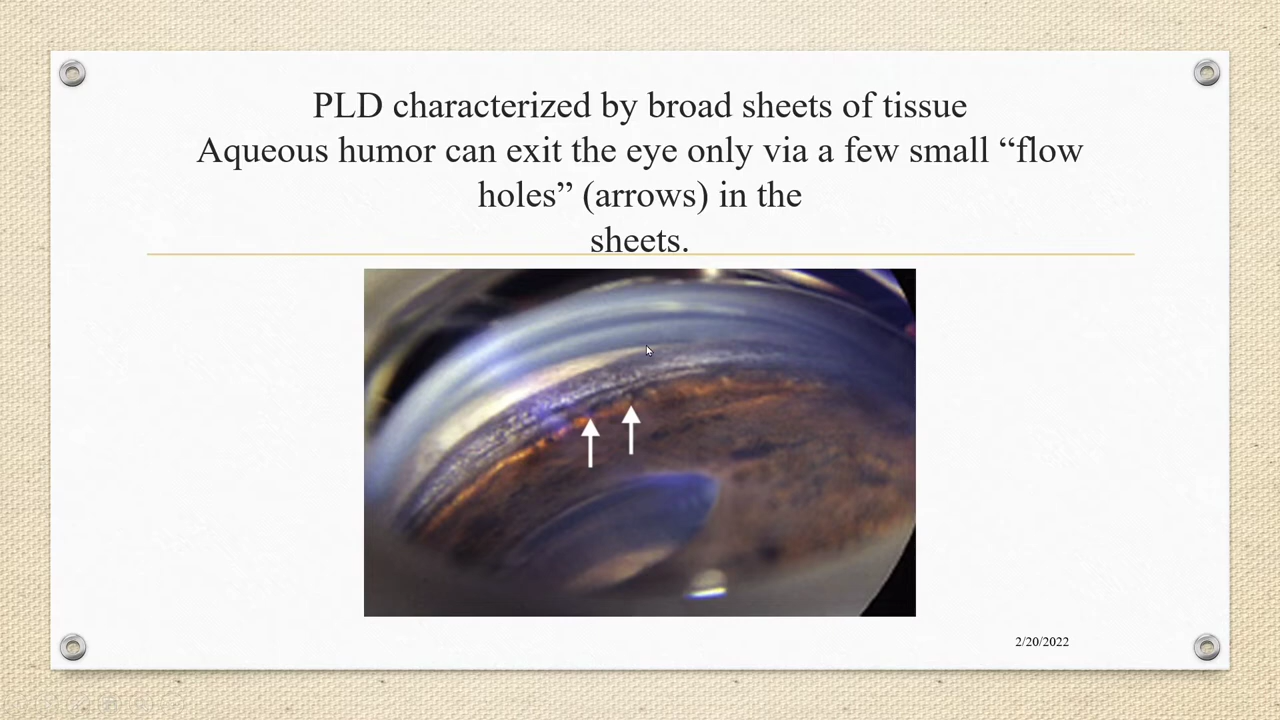 PLD characterized by broad sheets of tissue
Aqueous humor can exit the eye only via a few small “flow
holes” (arrows) in the
sheets.
2/20/2022